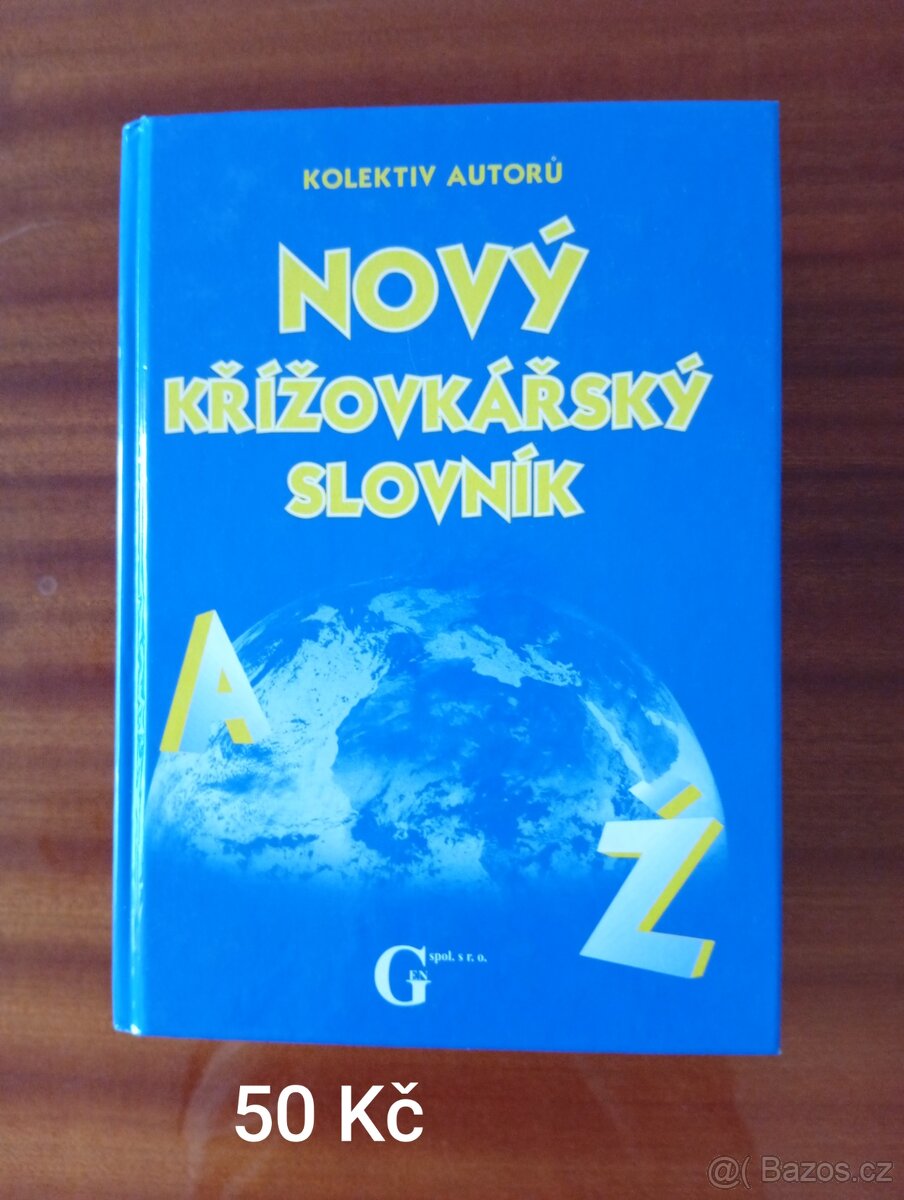 KOLEKTIV AUTORŮ
NOVÝ
KŘÍŽOVKÁŘSKÝ
SLOVNÍK
A
Ž
GEN spol. s r. o.
50 Kč
@( Bazos.cz